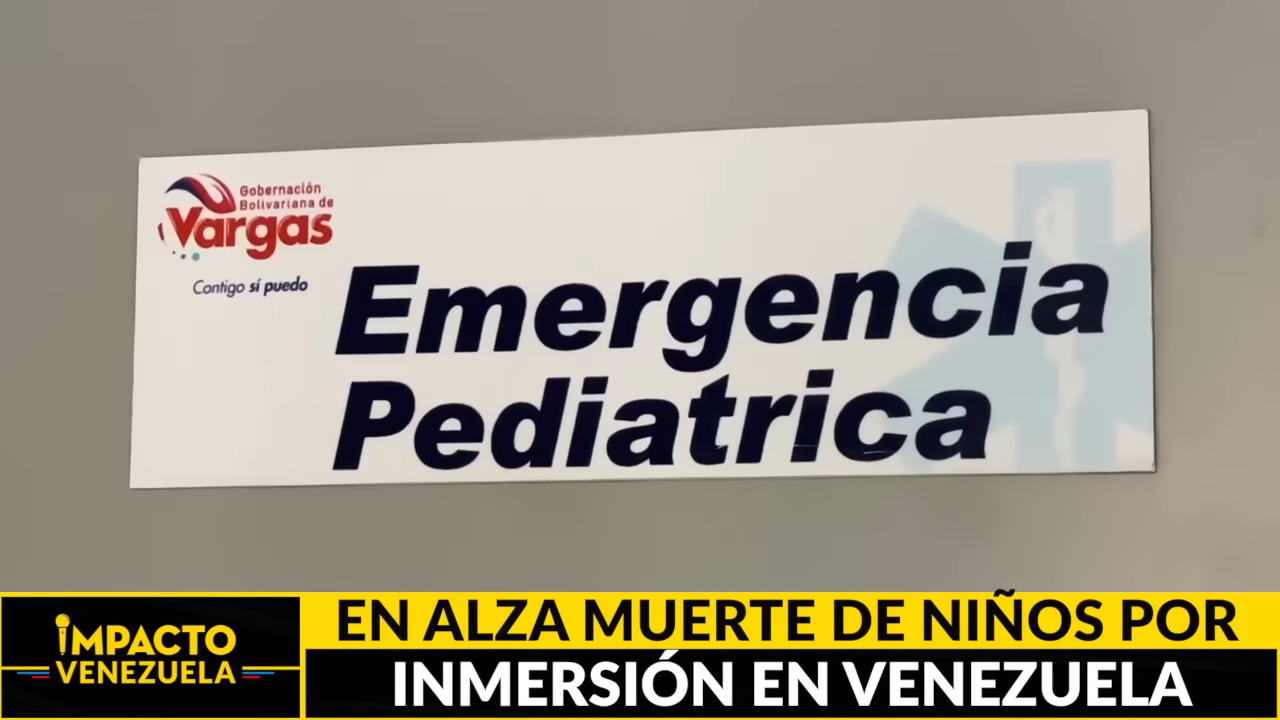 Gobernación
Bolivariana de
Vargas
Contigo sí puedo
Emergencia
Pediatrica
IMPACTO
VENEZUELA
EN ALZA MUERTE DE NIÑOS POR
INMERSIÓN EN VENEZUELA